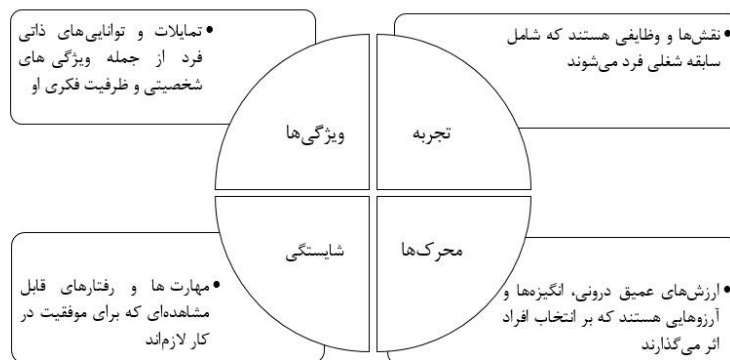 • نقش‌ها و وظایفی هستند که شامل
سابقه شغلی فرد می‌شوند
• تمایلات و توانایی‌های ذاتی
فرد از جمله ویژگی های
شخصیتی و ظرفیت فکری او
تجربه
ویژگی‌ها
محرک‌ها
شایستگی
• ارزش‌های عمیق درونی، انگیزه‌ها و
آرزوهایی هستند که بر انتخاب افراد
اثر می‌گذارند
• مهارت ها و رفتارهای قابل
مشاهده‌ای که برای موفقیت در
کار لازم‌اند